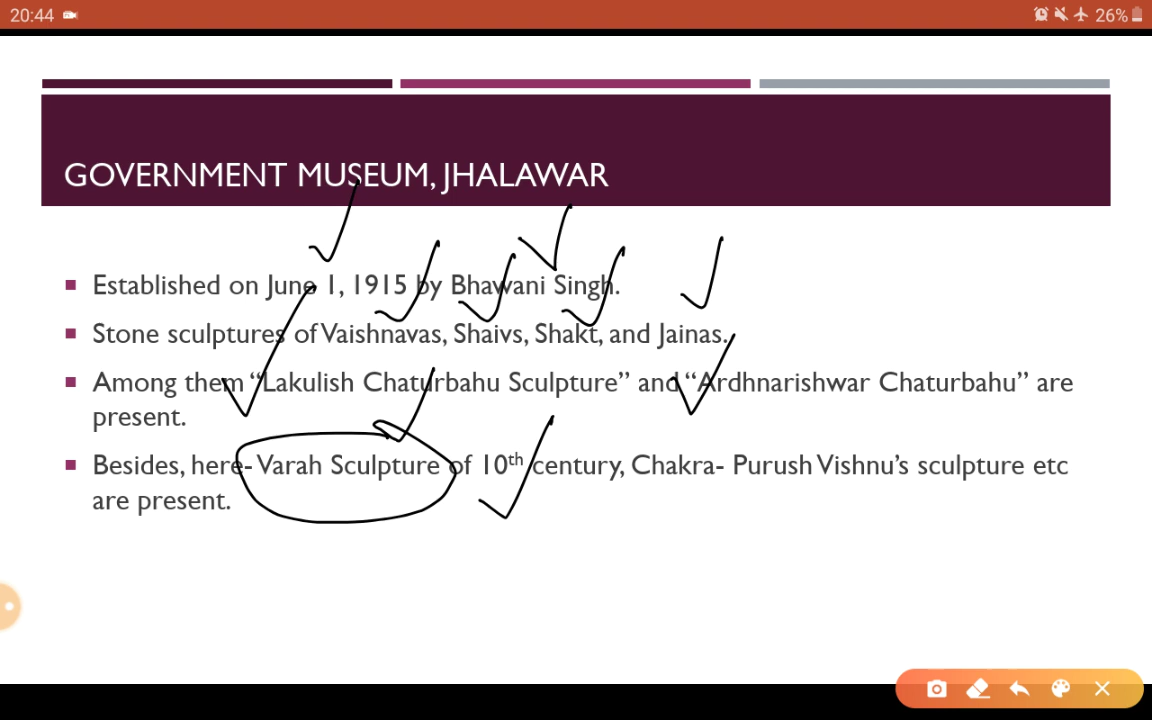 20:44
26%
GOVERNMENT MUSEUM, JHALAWAR
Established on June 1, 1915 by Bhawani Singh.
Stone sculptures of Vaishnavas, Shaivs, Shakt, and Jainas.
Among them “Lakulish Chaturbahu Sculpture” and “Ardhnarishwar Chaturbahu” are
present.
Besides, here- Varah Sculpture of 10th century, Chakra- Purush Vishnu’s sculpture etc
are present.